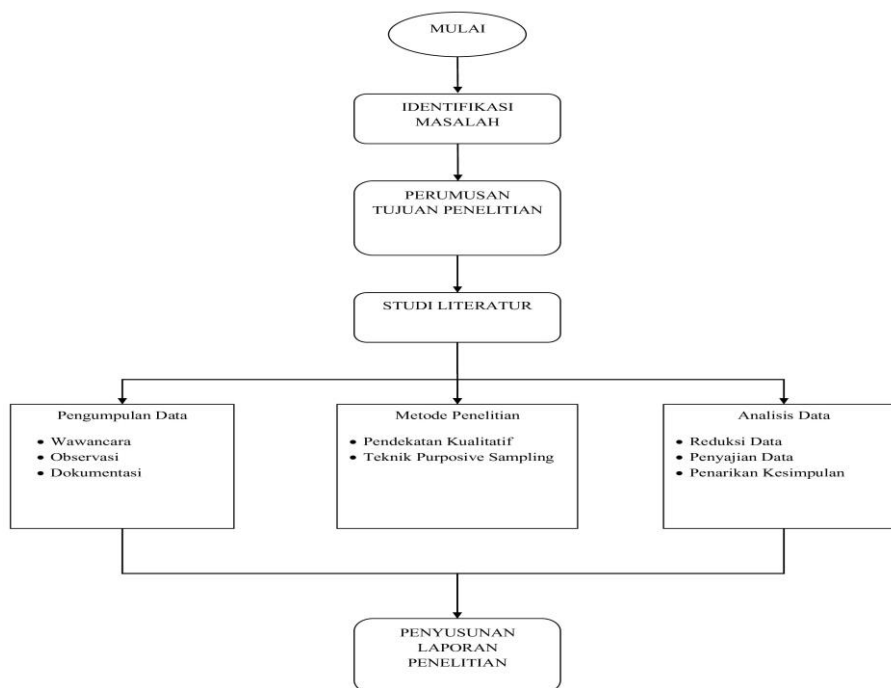 MULAI
IDENTIFIKASI
MASALAH
PERUMUSAN
TUJUAN PENELITIAN
STUDI LITERATUR
Pengumpulan Data
• Wawancara
• Observasi
• Dokumentasi
Metode Penelitian
• Pendekatan Kualitatif
• Teknik Purposive Sampling
Analisis Data
• Reduksi Data
• Penyajian Data
• Penarikan Kesimpulan
PENYUSUNAN
LAPORAN
PENELITIAN